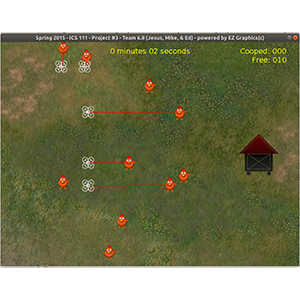 Spring 2015 - ICS 111 - Project #3 - Team 6.8 (Jesus, Mike, & Ed) - powered by EZ Graphics(c)
0 minutes 02 seconds
Cooped: 000
Free: 010